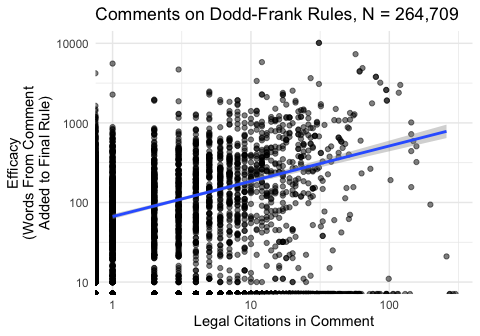 Comments on Dodd-Frank Rules, N = 264,709
Efficacy
(Words From Comment
Added to Final Rule)
10000
1000
100
10
1
10
100
Legal Citations in Comment